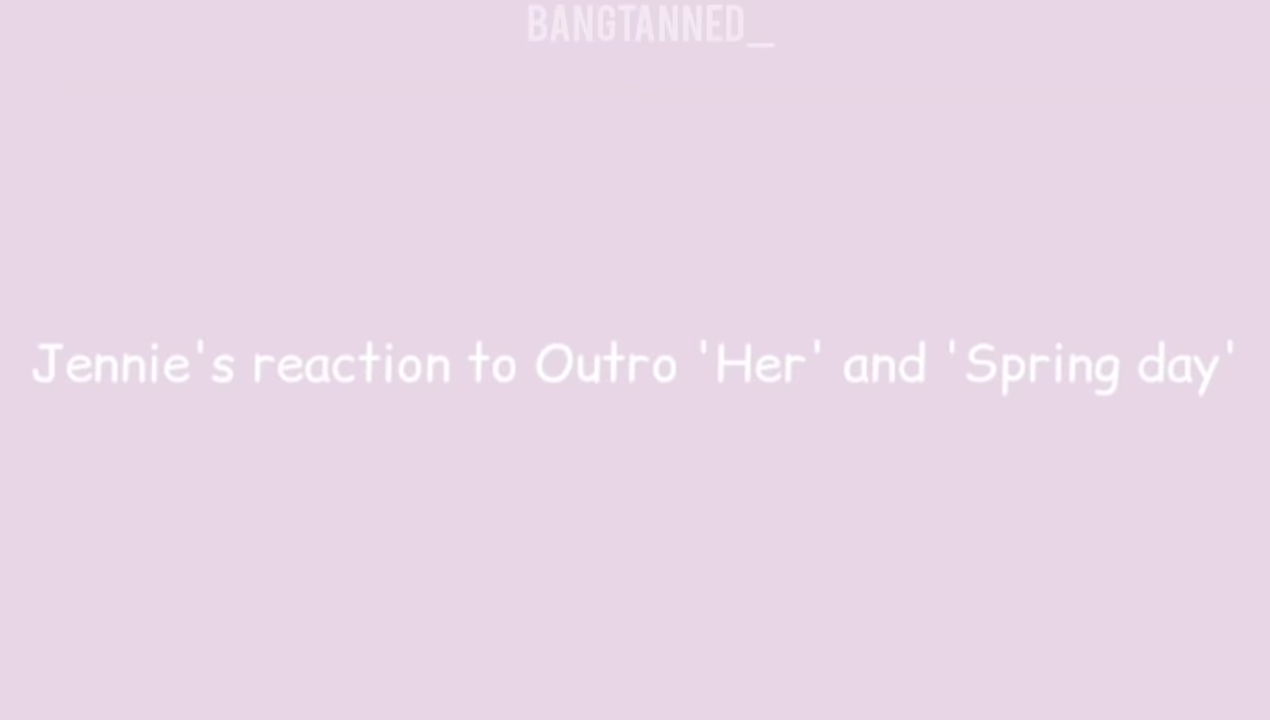 BANGTANNED_
Jennie's reaction to Outro 'Her' and 'Spring day'